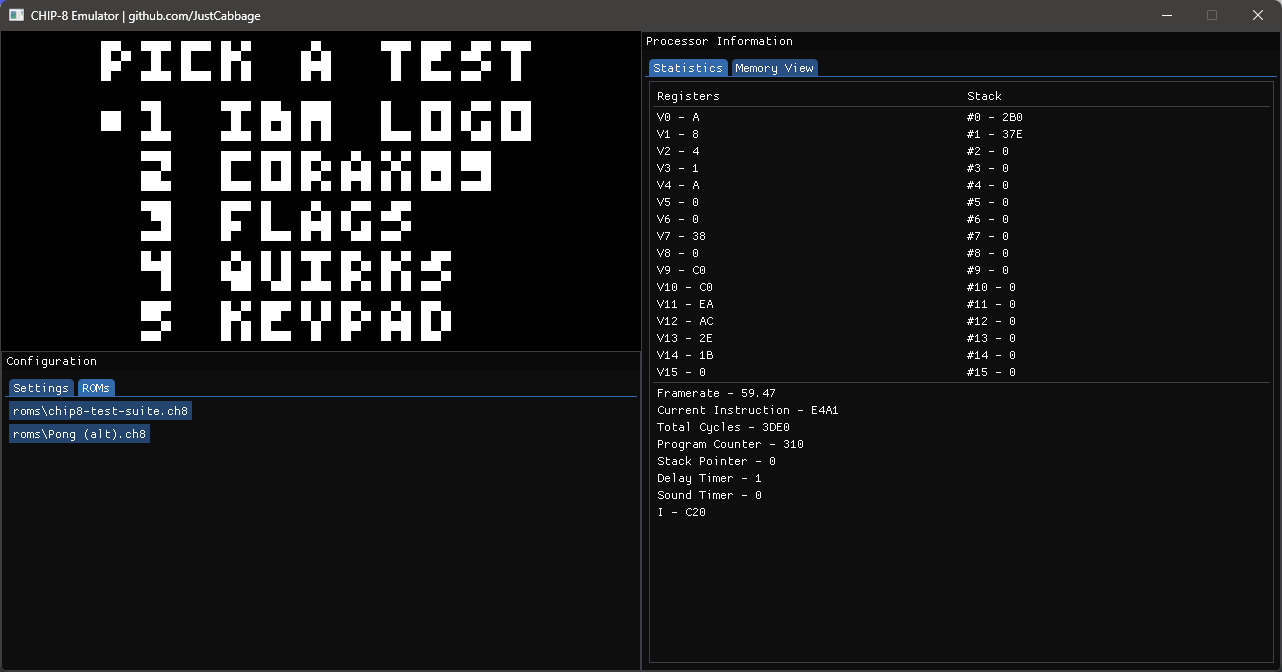 CHIP-8 Emulator | github.com/JustCabbage
PICK A TEST
1 IBM LOGO
2 CORAX89
3 FLAGS
4 QUIRKS
5 KEYPAD
Configuration
Settings ROMs
roms\chip8-test-suite.ch8
roms\Pong (alt).ch8
Processor Information
Statistics Memory View
Registers Stack
V0 - A #0 - 2B0
V1 - 8 #1 - 37E
V2 - 4 #2 - 0
V3 - 1 #3 - 0
V4 - A #4 - 0
V5 - 0 #5 - 0
V6 - 0 #6 - 0
V7 - 38 #7 - 0
V8 - 0 #8 - 0
V9 - C0 #9 - 0
V10 - C0 #10 - 0
V11 - EA #11 - 0
V12 - AC #12 - 0
V13 - 2E #13 - 0
V14 - 1B #14 - 0
V15 - 0 #15 - 0
Framerate - 59.47
Current Instruction - E4A1
Total Cycles - 3DE0
Program Counter - 310
Stack Pointer - 0
Delay Timer - 1
Sound Timer - 0
I - C20